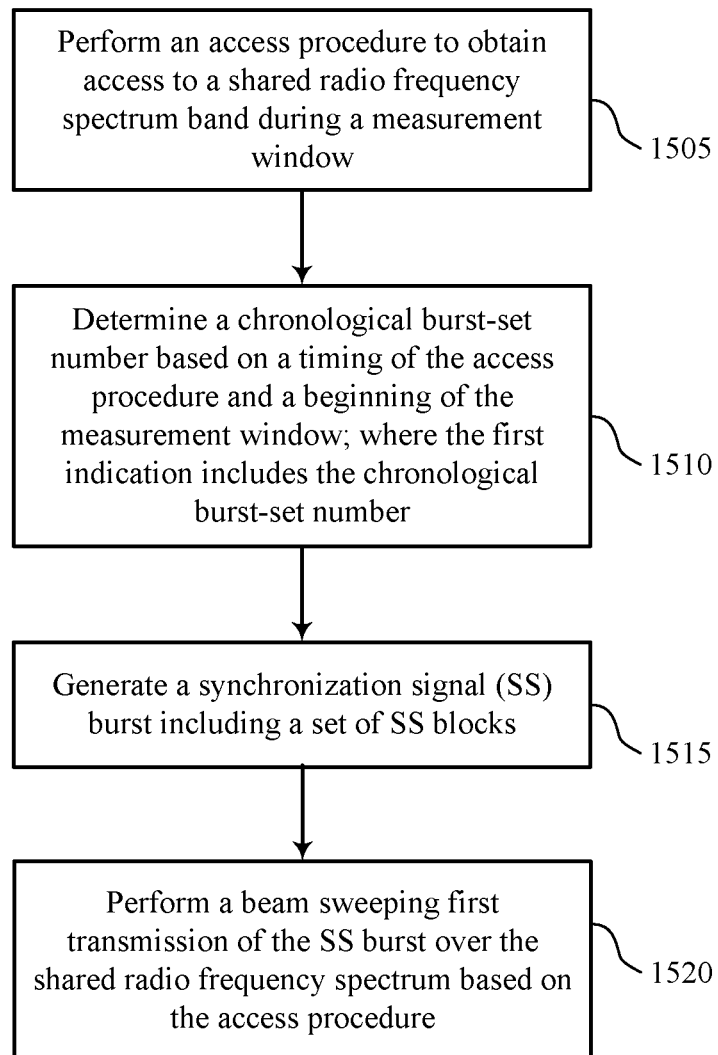 Perform an access procedure to obtain
access to a shared radio frequency
spectrum band during a measurement
window
1505
Determine a chronological burst-set
number based on a timing of the access
procedure and a beginning of the
measurement window; where the first
indication includes the chronological
burst-set number
1510
Generate a synchronization signal (SS)
burst including a set of SS blocks
1515
Perform a beam sweeping first
transmission of the SS burst over the
shared radio frequency spectrum based on
the access procedure
1520